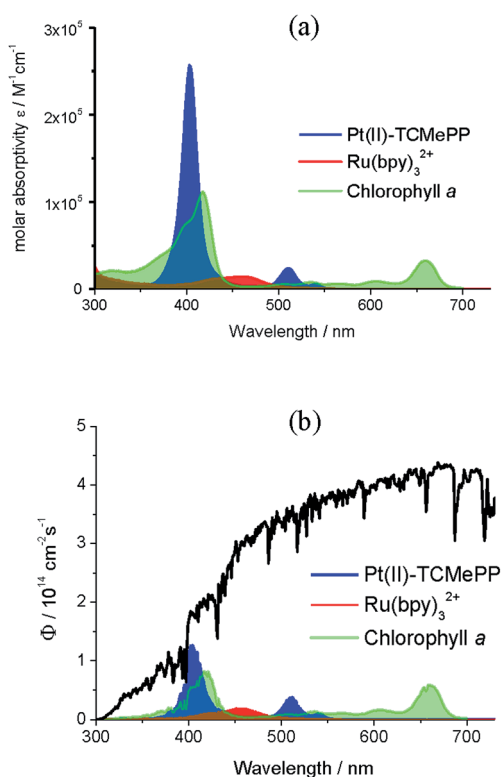 (a)
3x10⁵
2x10⁵
1x10⁵
0
molar absorptivity ε / M⁻¹cm⁻¹
Pt(II)-TCMePP
Ru(bpy)₃²⁺
Chlorophyll a
300 400 500 600 700
Wavelength / nm
(b)
5
4
3
2
1
0
Φ / 10¹⁴ cm⁻²s⁻¹
Pt(II)-TCMePP
Ru(bpy)₃²⁺
Chlorophyll a
300 400 500 600 700
Wavelength / nm